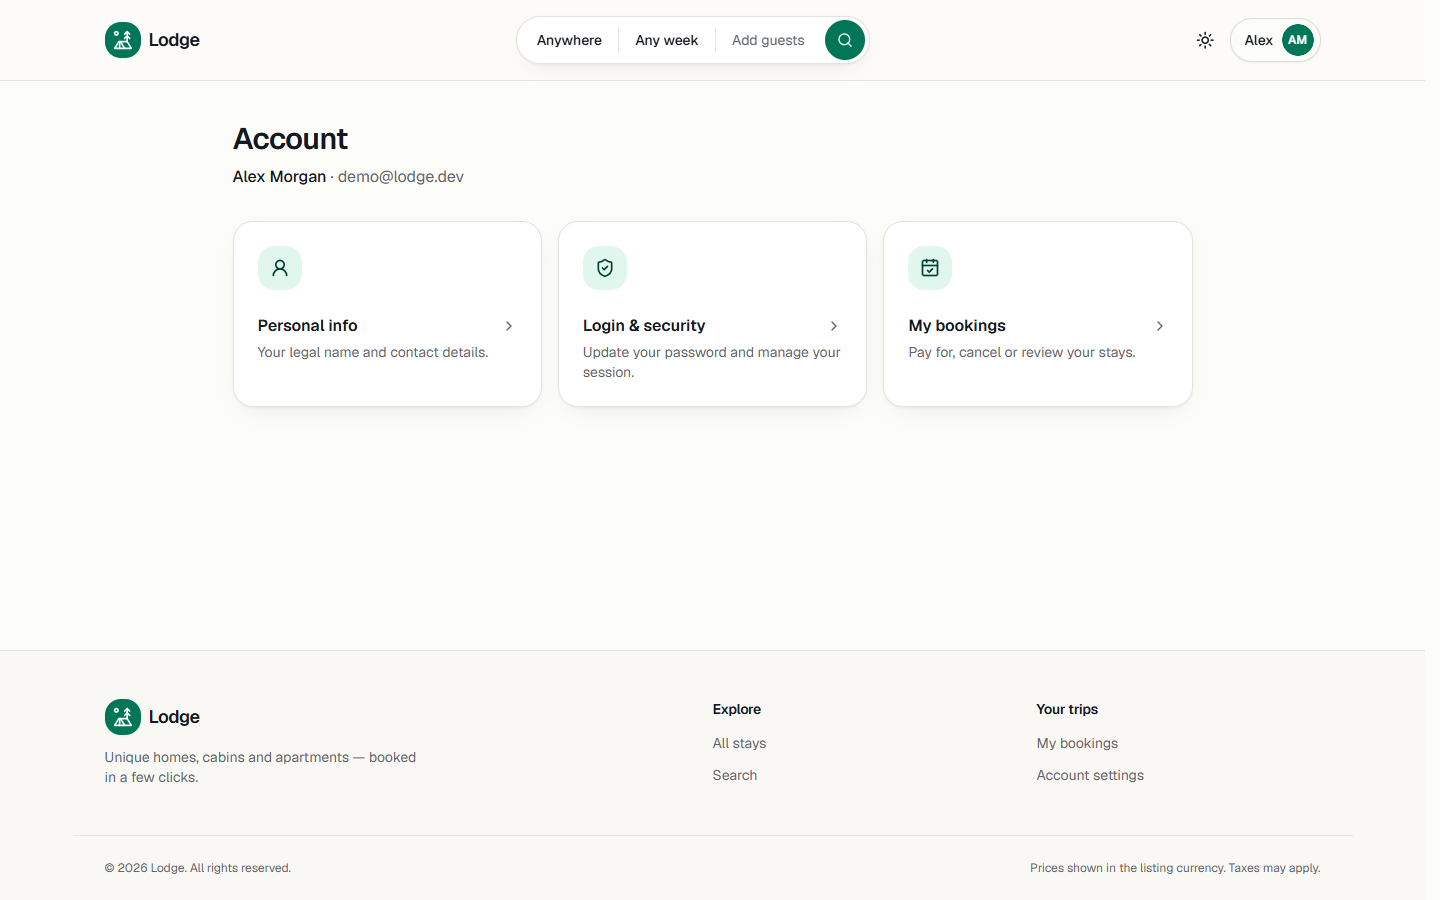 Lodge
Anywhere
Any week
Add guests
Alex
AM
Account
Alex Morgan · demo@lodge.dev
Personal info
Your legal name and contact details.
Login & security
Update your password and manage your
session.
My bookings
Pay for, cancel or review your stays.
Lodge
Unique homes, cabins and apartments — booked
in a few clicks.
Explore
All stays
Search
Your trips
My bookings
Account settings
© 2026 Lodge. All rights reserved.
Prices shown in the listing currency. Taxes may apply.